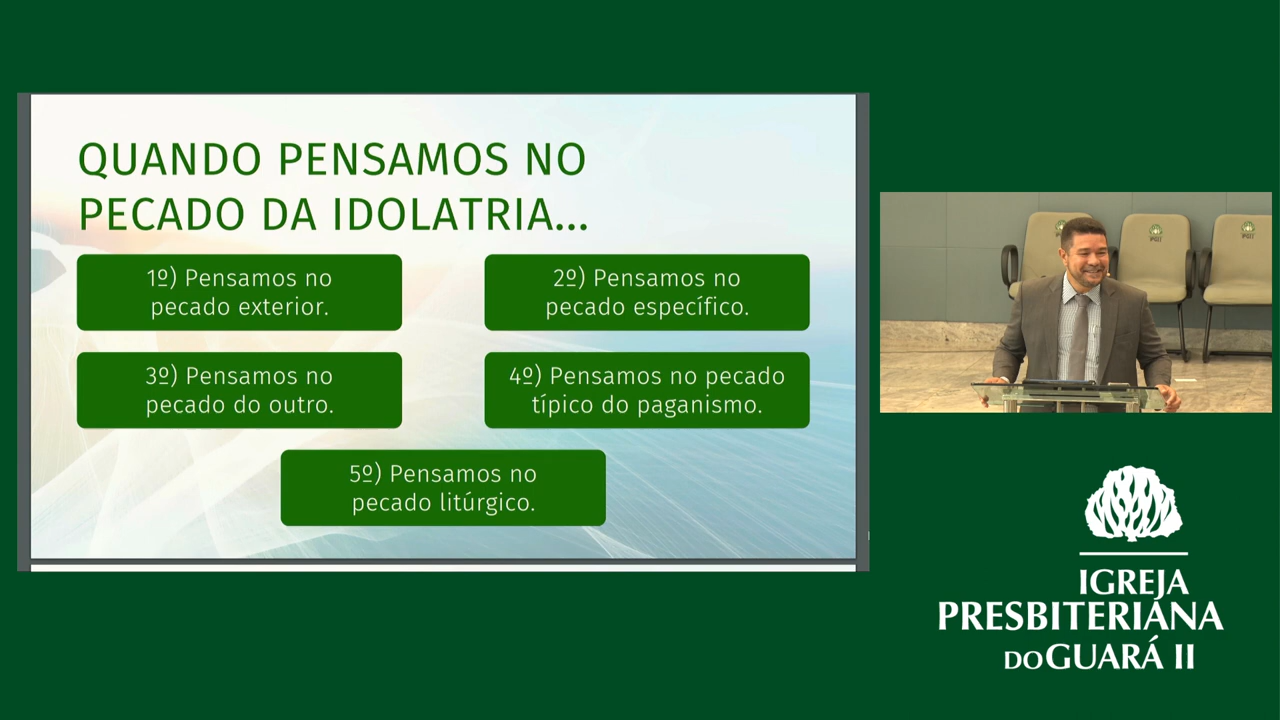 QUANDO PENSAMOS NO
PECADO DA IDOLATRIA...
1º) Pensamos no
pecado exterior.
2º) Pensamos no
pecado específico.
3º) Pensamos no
pecado do outro.
4º) Pensamos no pecado
típico do paganismo.
5º) Pensamos no
pecado litúrgico.
IGREJA
PRESBITERIANA
DO GUARÁ II